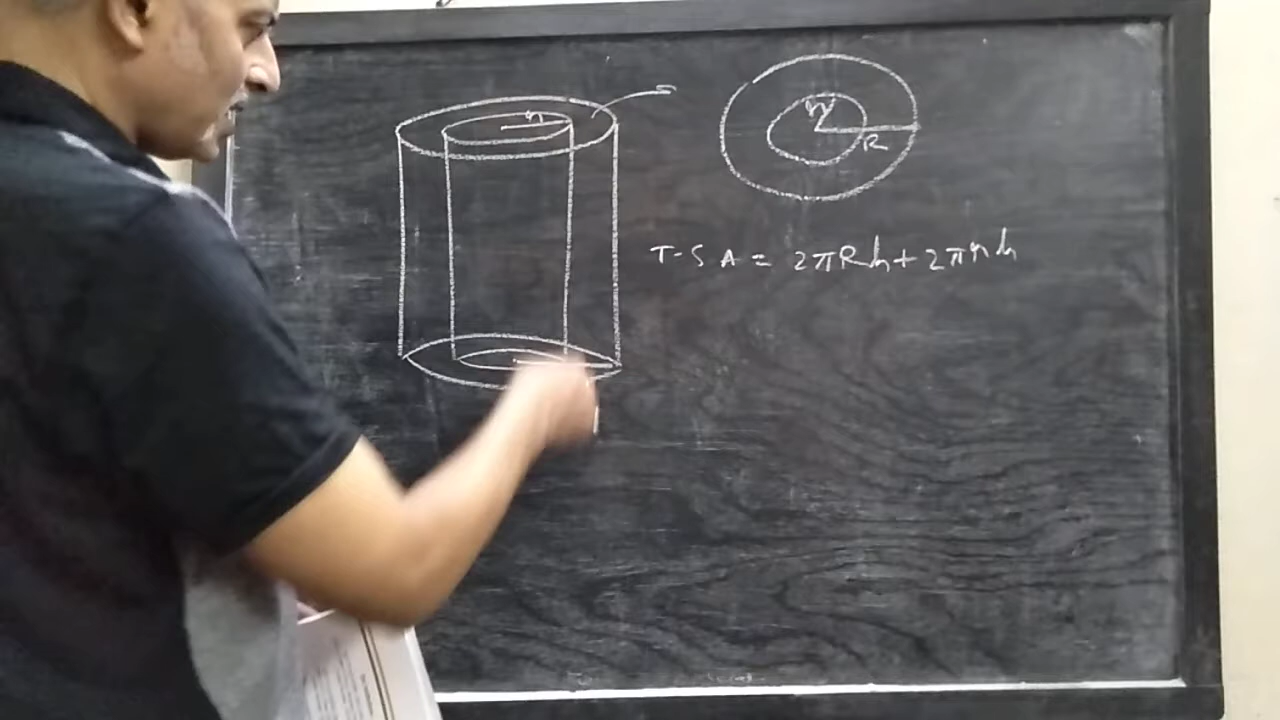 r
r
R
T.S A = 2πRh + 2πrh